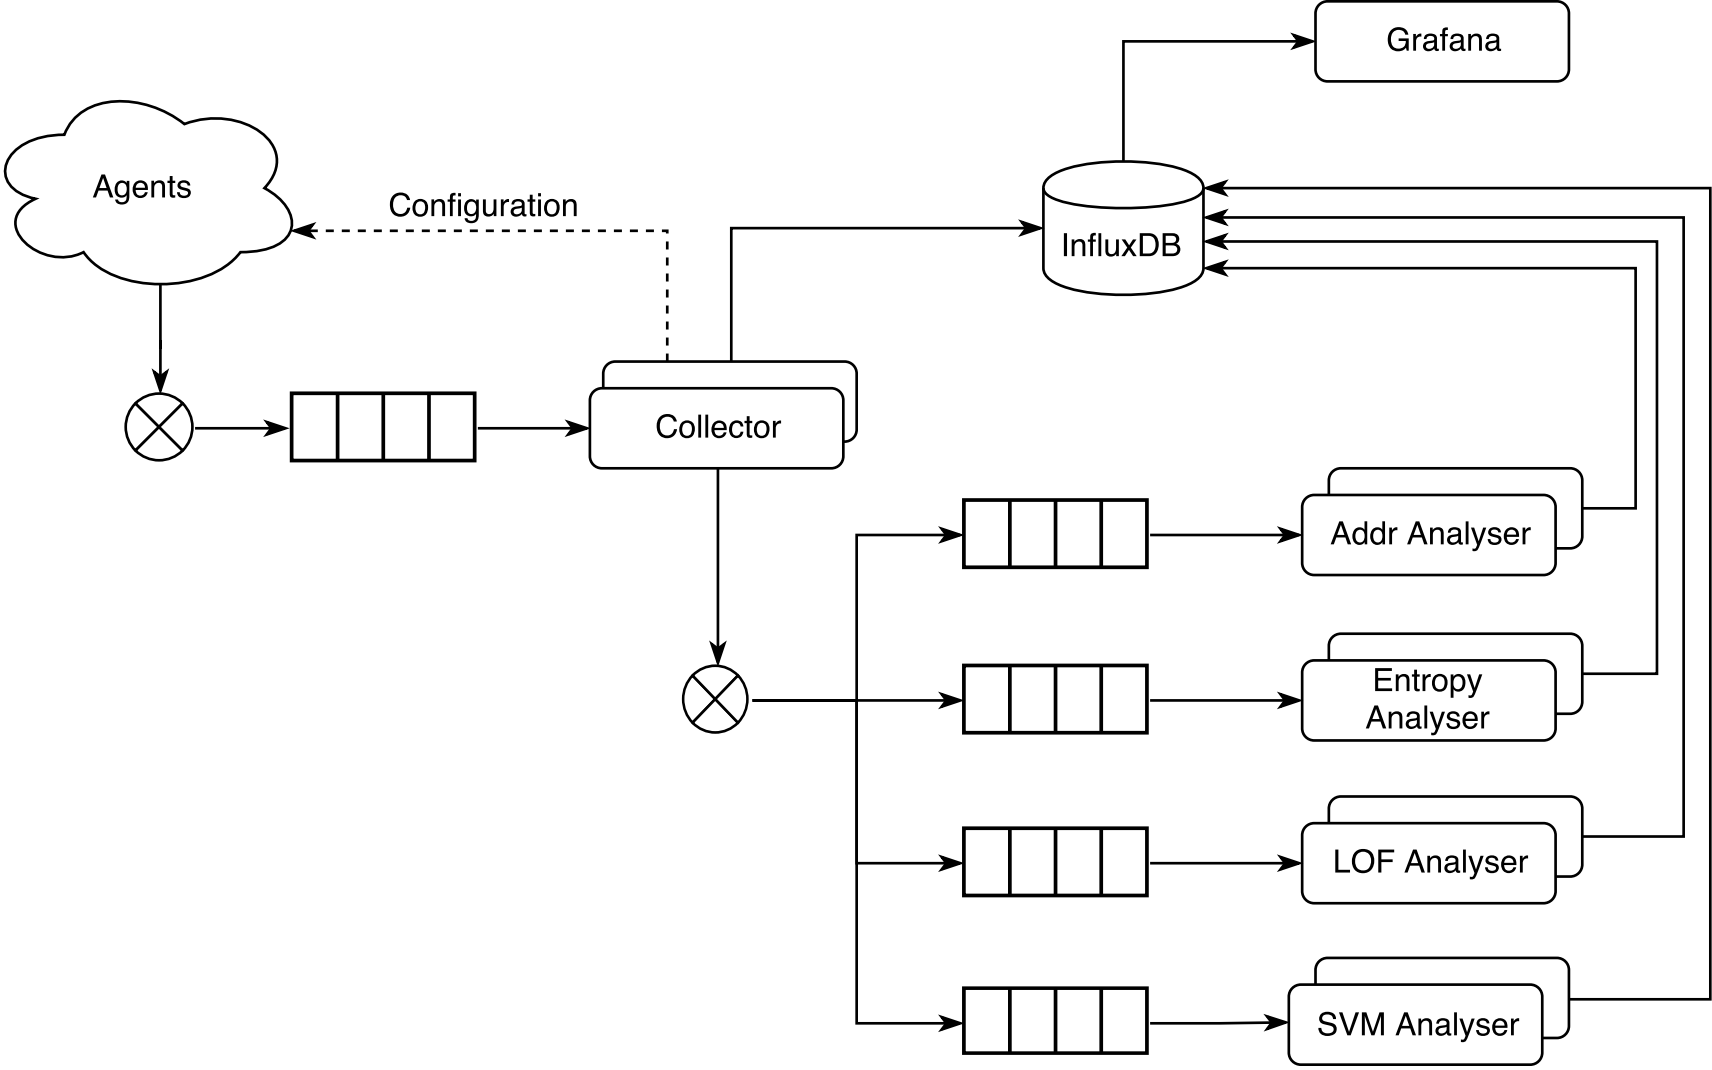 Grafana
Agents
Configuration
InfluxDB
Collector
Addr Analyser
Entropy
Analyser
LOF Analyser
SVM Analyser